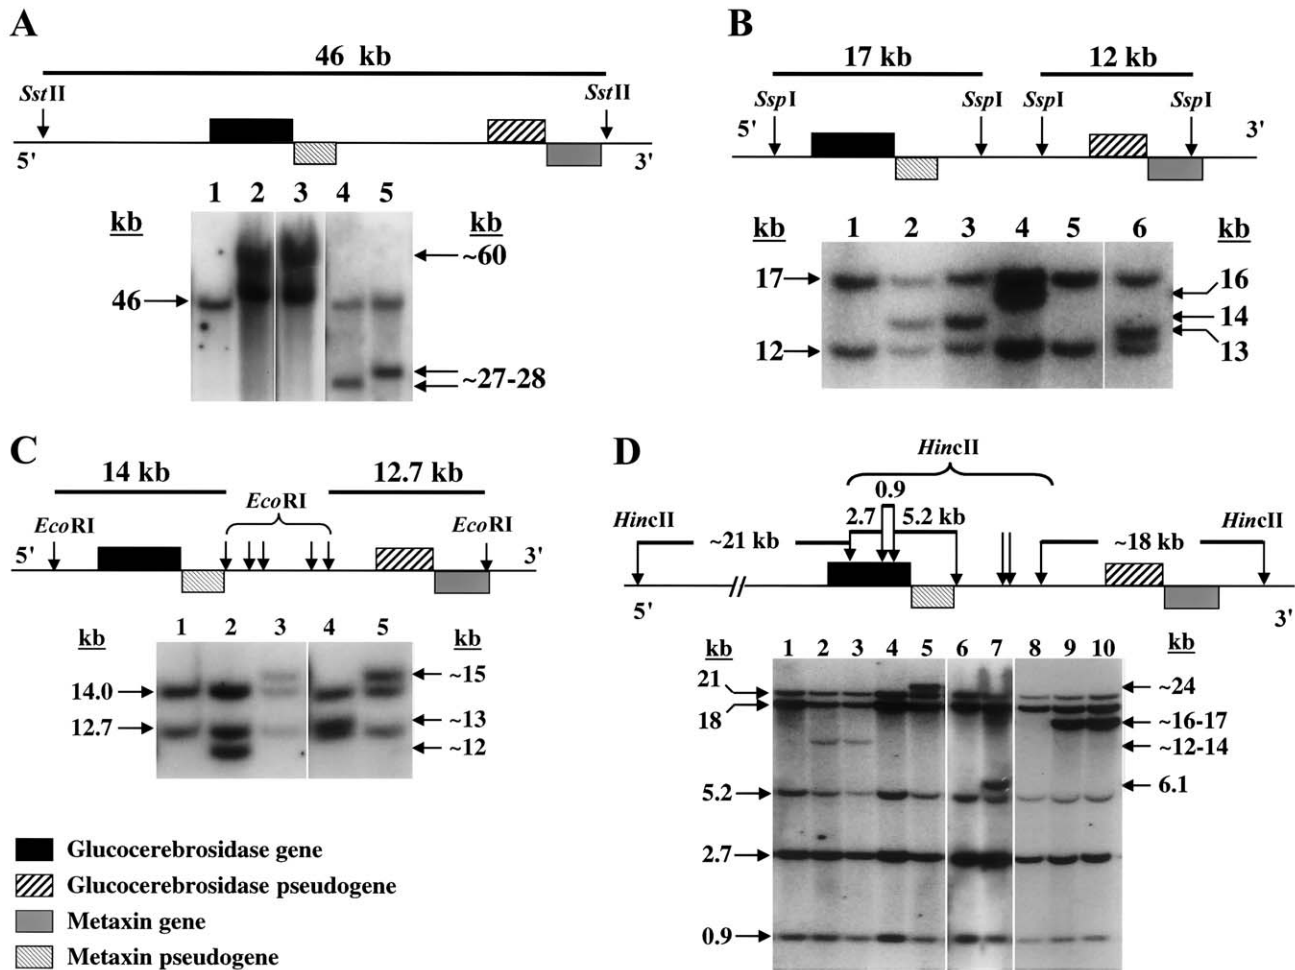 A
46 kb
SstII
SstII
5'
3'
1 2 3 4 5
kb
46
~60
~27-28
B
17 kb
12 kb
SspI
SspI
SspI
SspI
5'
3'
kb
1 2 3 4 5 6
kb
17
12
16
14
13
C
14 kb
12.7 kb
EcoRI
EcoRI
EcoRI
5'
3'
kb
1 2 3 4 5
kb
14.0
12.7
~15
~13
~12
D
HincII
0.9
HincII
2.7
5.2 kb
HincII
~21 kb
~18 kb
5'
3'
kb
1 2 3 4 5 6 7 8 9 10
kb
21
18
5.2
2.7
0.9
~24
~16-17
~12-14
6.1
Glucocerebrosidase gene
Glucocerebrosidase pseudogene
Metaxin gene
Metaxin pseudogene